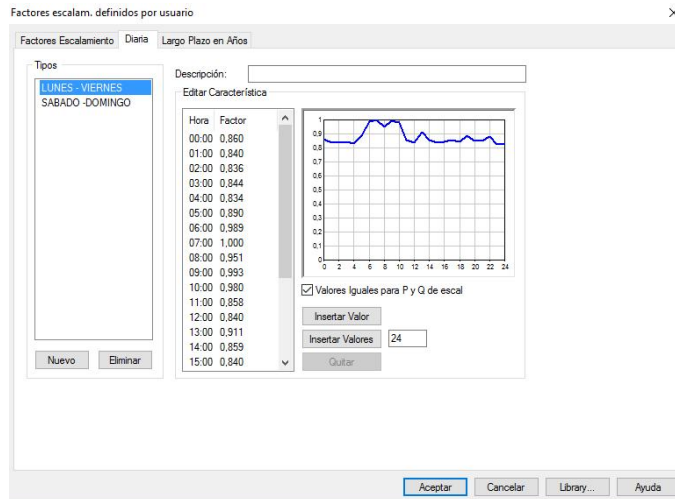 Factores escalam. definidos por usuario
Factores Escalamiento Diaria Largo Plazo en Años
Tipos
LUNES - VIERNES
SABADO -DOMINGO
Nuevo Eliminar
Descripción:
Editar Característica
Hora Factor
00:00 0,860
01:00 0,840
02:00 0,836
03:00 0,844
04:00 0,834
05:00 0,890
06:00 0,989
07:00 1,000
08:00 0,951
09:00 0,993
10:00 0,980
11:00 0,858
12:00 0,840
13:00 0,911
14:00 0,859
15:00 0,840
1
0,9
0,8
0,7
0,6
0,5
0,4
0,3
0,2
0,1
0
0 2 4 6 8 10 12 14 16 18 20 22 24
Valores Iguales para P y Q de escal
Insertar Valor
Insertar Valores 24
Quitar
Aceptar Cancelar Library... Ayuda